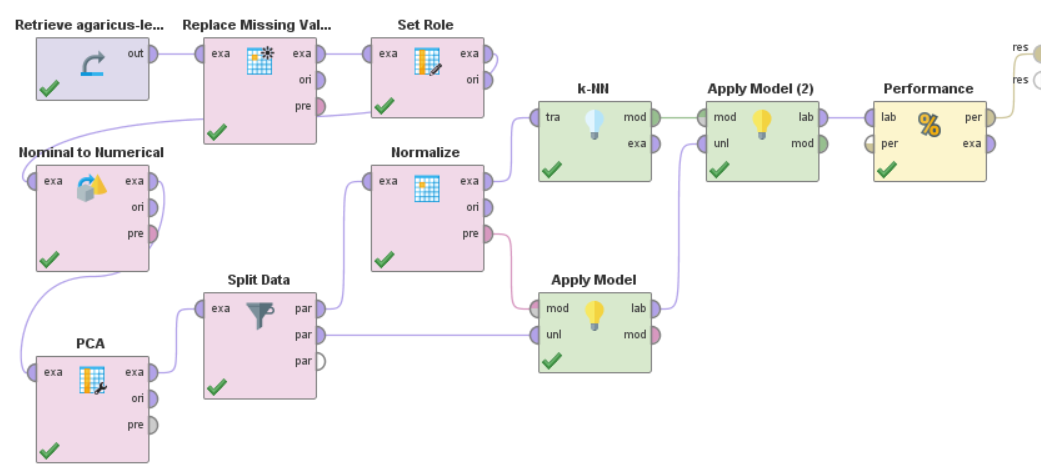 Retrieve agaricus-le...
out
Replace Missing Val...
exa exa
ori
pre
Set Role
exa exa
ori
k-NN
tra mod
exa
Apply Model (2)
mod lab
unl mod
Performance
lab per
per exa
res
res
Nominal to Numerical
exa exa
ori
pre
Normalize
exa exa
ori
pre
Split Data
exa par
par
par
Apply Model
mod lab
unl mod
PCA
exa exa
ori
pre